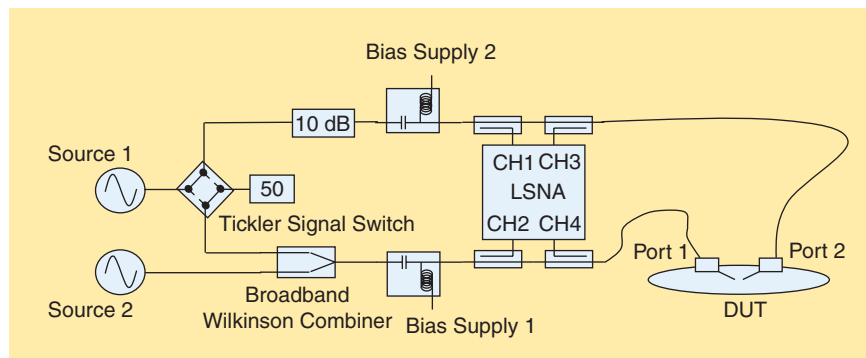 Bias Supply 2
10 dB
Source 1
CH1 CH3
LSNA
50
Tickler Signal Switch
CH2 CH4
Port 1
Port 2
Source 2
Broadband
Wilkinson Combiner
Bias Supply 1
DUT